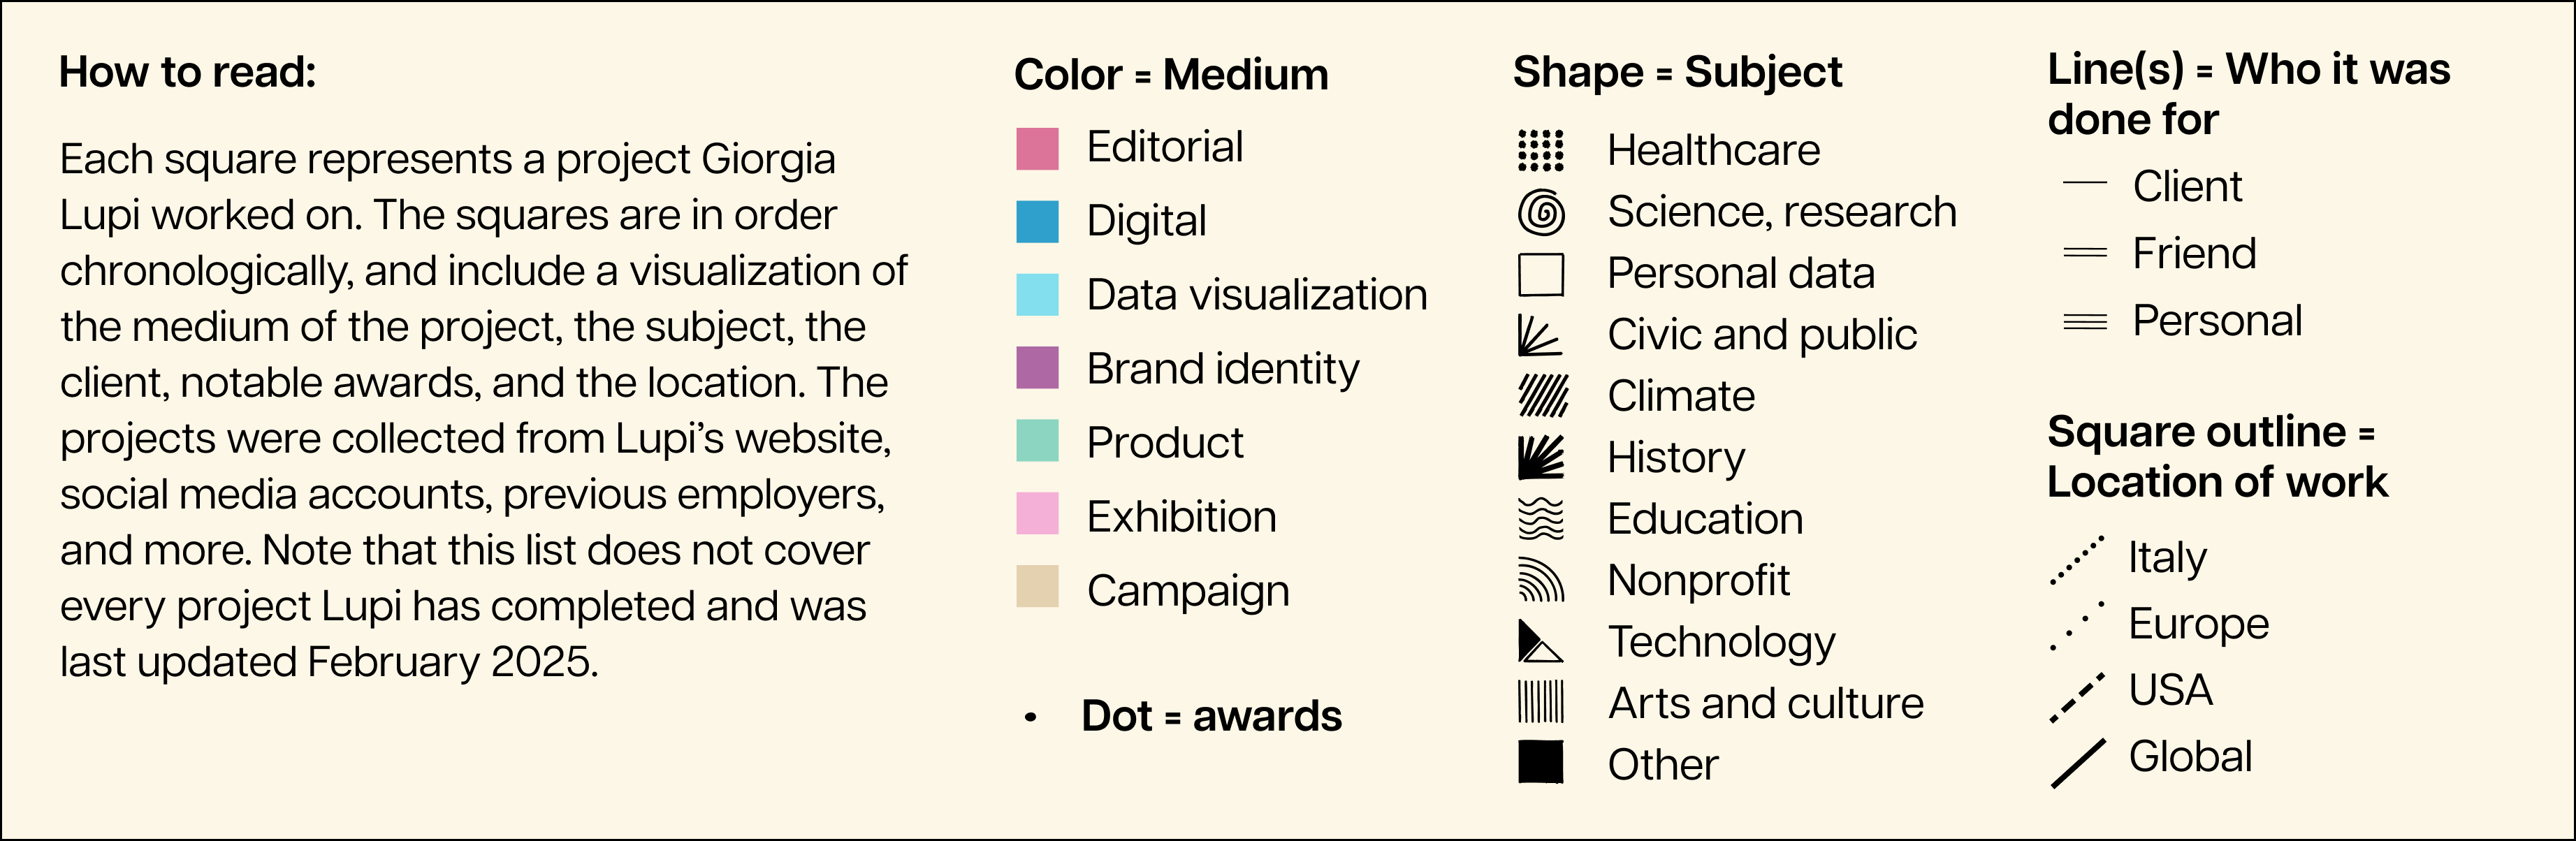 How to read:
Each square represents a project Giorgia
Lupi worked on. The squares are in order
chronologically, and include a visualization of
the medium of the project, the subject, the
client, notable awards, and the location. The
projects were collected from Lupi’s website,
social media accounts, previous employers,
and more. Note that this list does not cover
every project Lupi has completed and was
last updated February 2025.
Color = Medium
Editorial
Digital
Data visualization
Brand identity
Product
Exhibition
Campaign
Dot = awards
Shape = Subject
Healthcare
Science, research
Personal data
Civic and public
Climate
History
Education
Nonprofit
Technology
Arts and culture
Other
Line(s) = Who it was
done for
Client
Friend
Personal
Square outline =
Location of work
Italy
Europe
USA
Global